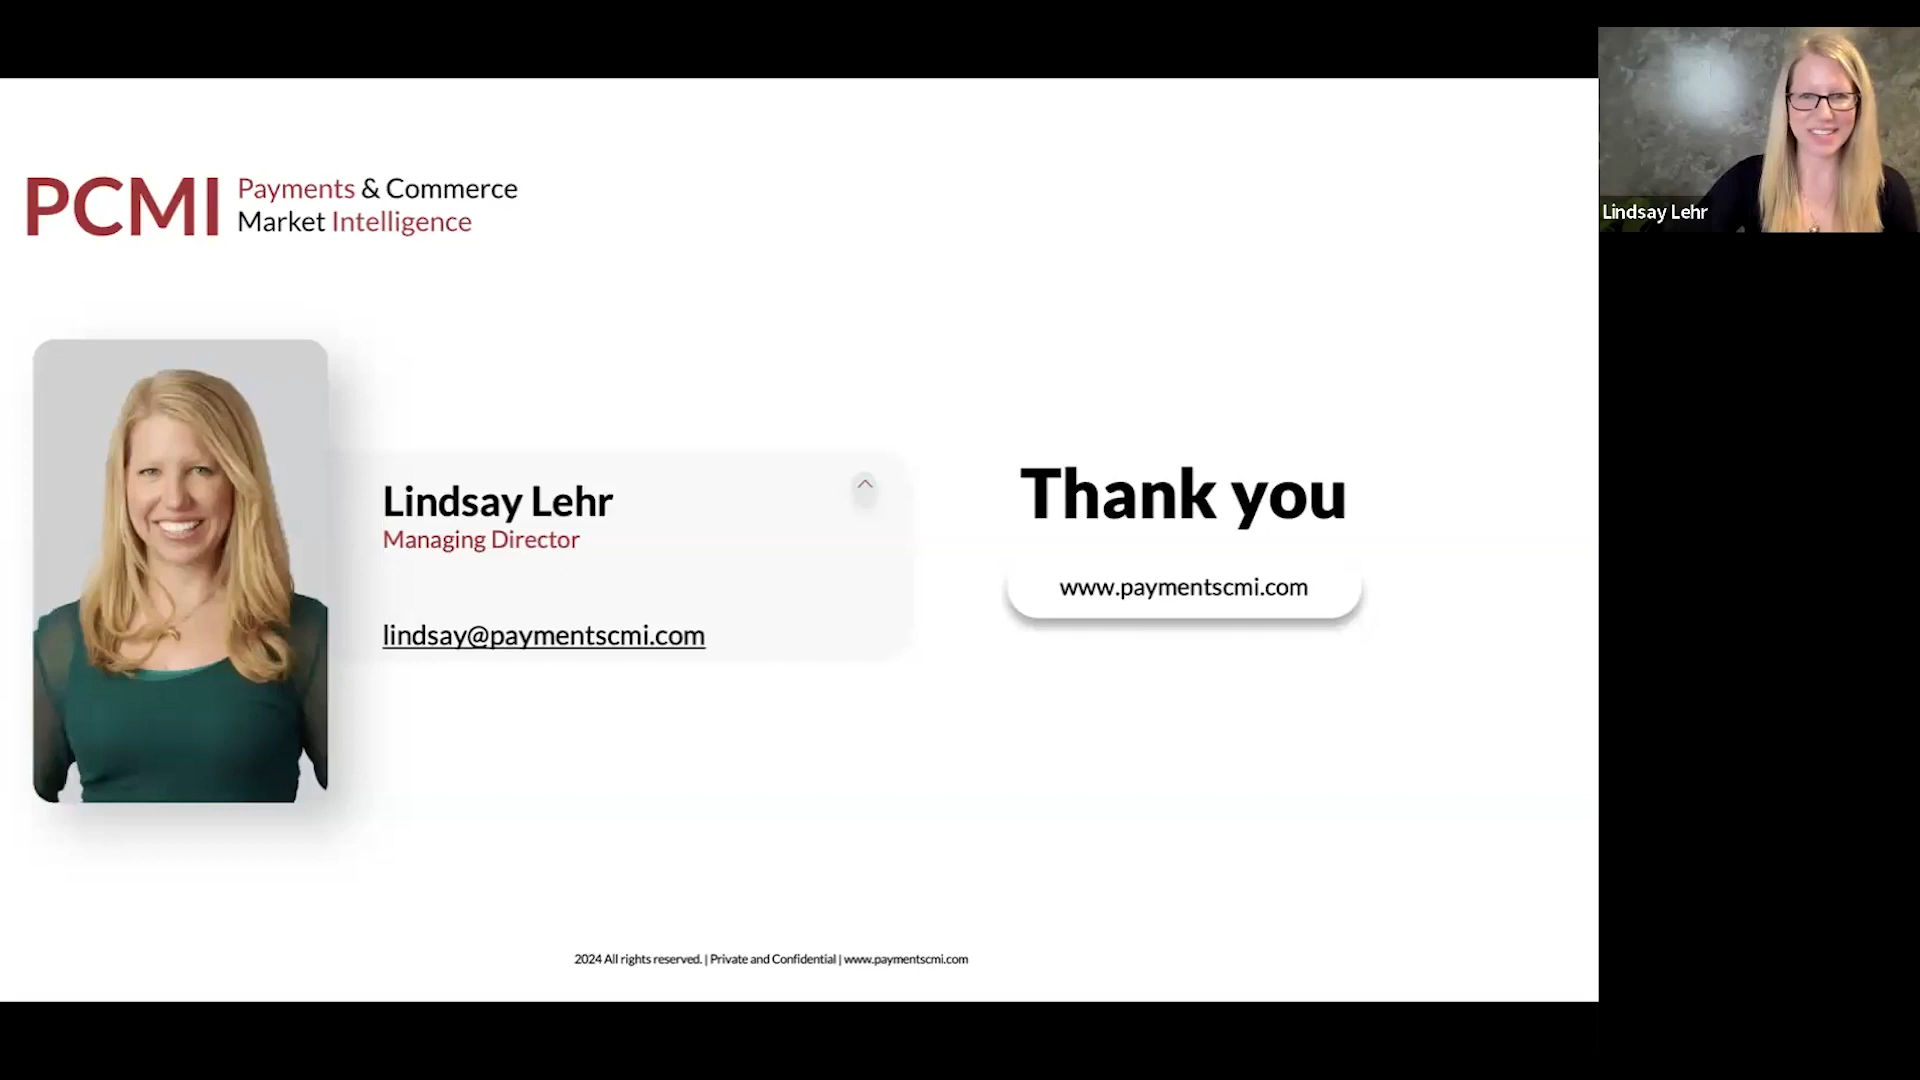 PCMI
Payments & Commerce
Market Intelligence
Lindsay Lehr
Lindsay Lehr
Managing Director
lindsay@paymentscmi.com
Thank you
www.paymentscmi.com
2024 All rights reserved. | Private and Confidential | www.paymentscmi.com